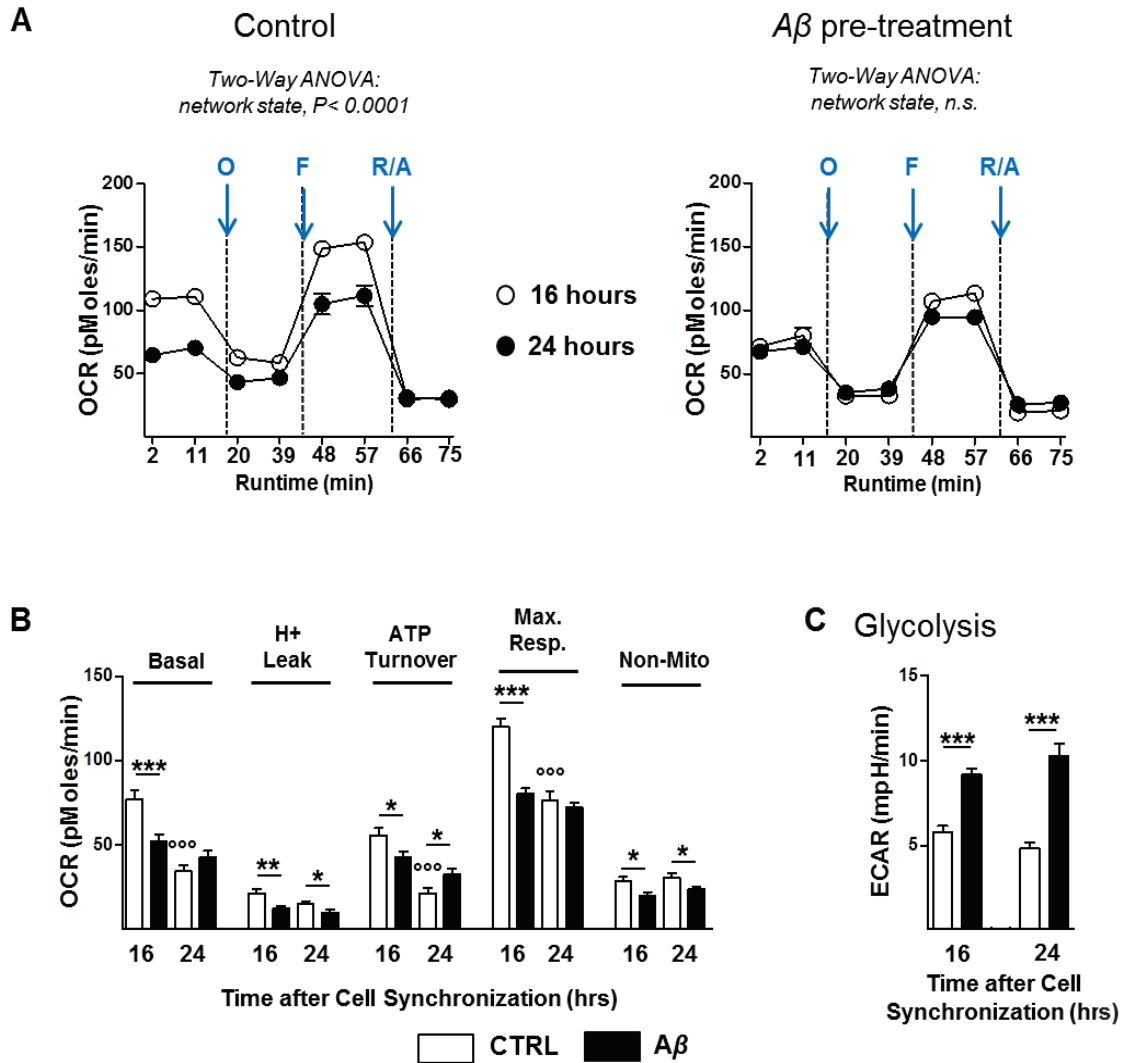 A
Control
Aβ pre-treatment
Two-Way ANOVA:
network state, P< 0.0001
Two-Way ANOVA:
network state, n.s.
O F R/A
200
150
100
50
OCR (pMoles/min)
2 11 20 39 48 57 66 75
Runtime (min)
16 hours
24 hours
O F R/A
200
150
100
50
OCR (pMoles/min)
2 11 20 39 48 57 66 75
Runtime (min)
B
Basal
H+
Leak
ATP
Turnover
Max.
Resp.
Non-Mito
150
100
50
OCR (pMoles/min)
*** °°° ** * * °°° * *** °°° * *
16 24 16 24 16 24 16 24 16 24
Time after Cell Synchronization (hrs)
CTRL Aβ
C Glycolysis
15
10
5
ECAR (mpH/min)
*** ***
16 24
Time after Cell
Synchronization (hrs)